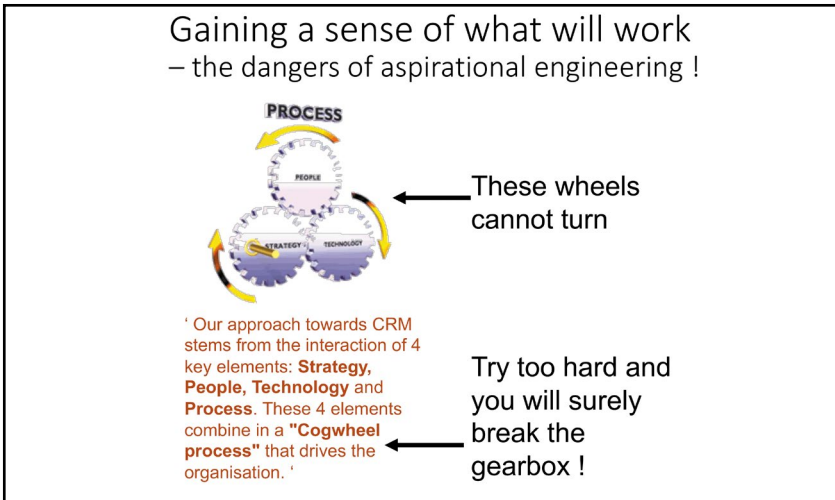 Gaining a sense of what will work
– the dangers of aspirational engineering !
PROCESS
PEOPLE
STRATEGY
TECHNOLOGY
These wheels
cannot turn
‘ Our approach towards CRM
stems from the interaction of 4
key elements: Strategy,
People, Technology and
Process. These 4 elements
combine in a "Cogwheel
process" that drives the
organisation. ‘
Try too hard and
you will surely
break the
gearbox !